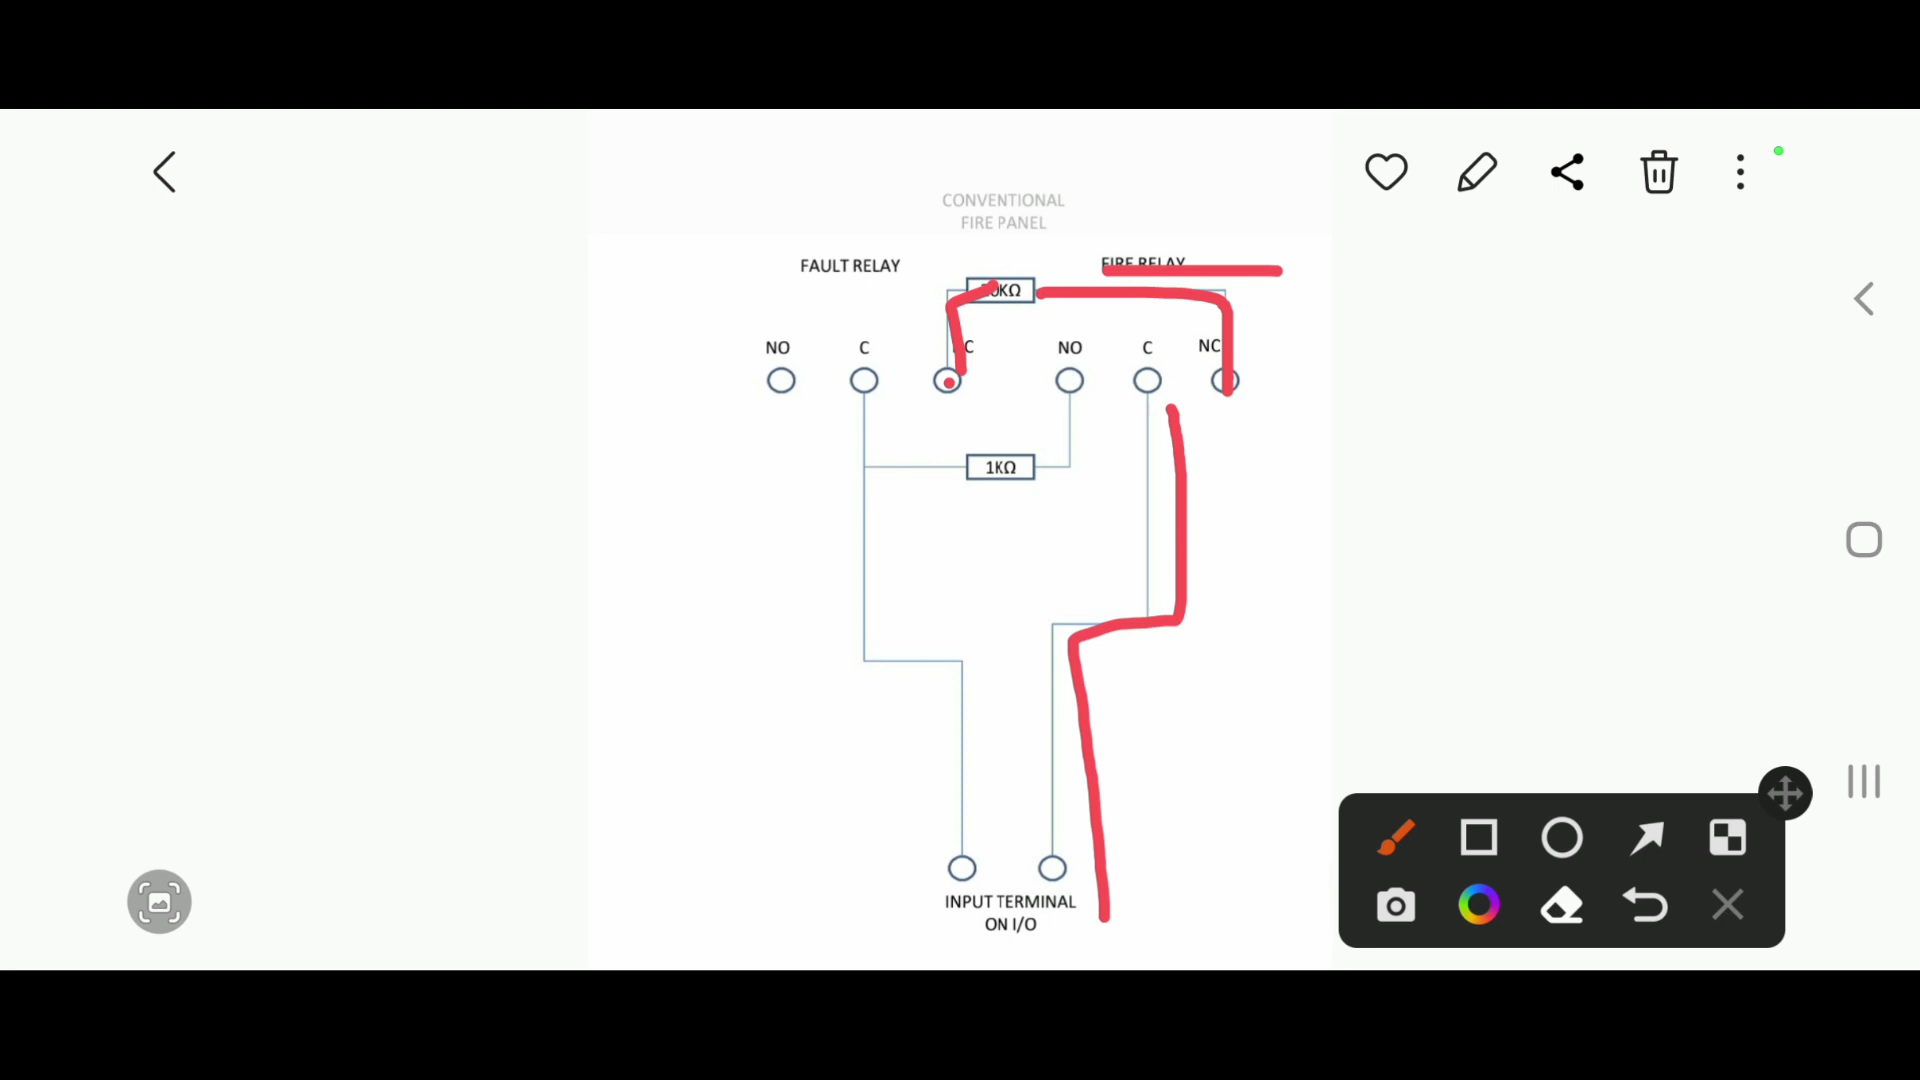 CONVENTIONAL
FIRE PANEL
FAULT RELAY
FIRE RELAY
NO
C
NO
C
NC
1KΩ
INPUT TERMINAL
ON I/O